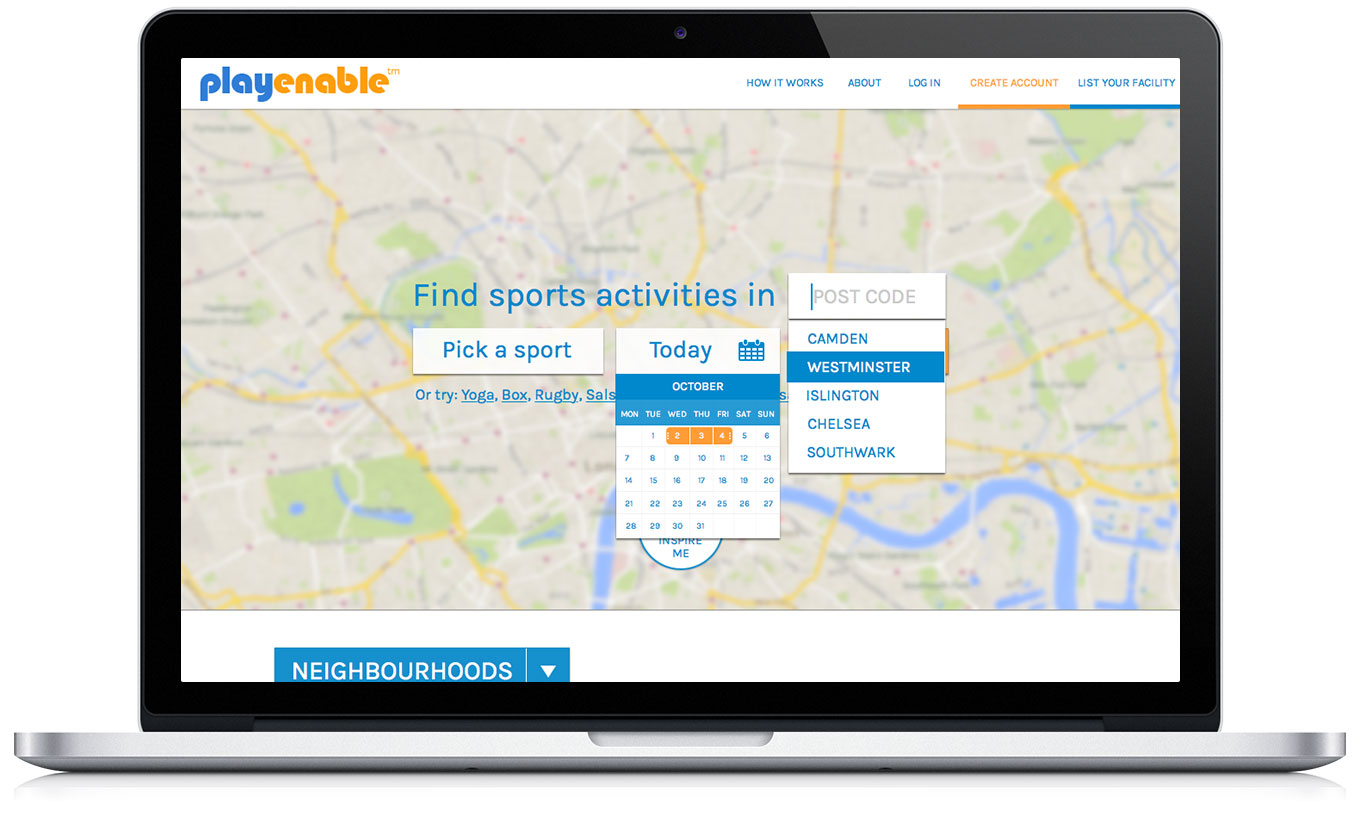 playenable™
HOW IT WORKS ABOUT LOG IN CREATE ACCOUNT LIST YOUR FACILITY
Find sports activities in
POST CODE
Pick a sport
Today
CAMDEN
WESTMINSTER
ISLINGTON
CHELSEA
SOUTHWARK
Or try: Yoga, Box, Rugby, Sals
OCTOBER
MON TUE WED THU FRI SAT SUN
1 2 3 4 5 6
7 8 9 10 11 12 13
14 15 16 17 18 19 20
21 22 23 24 25 26 27
28 29 30 31
INSPIRE
ME
NEIGHBOURHOODS